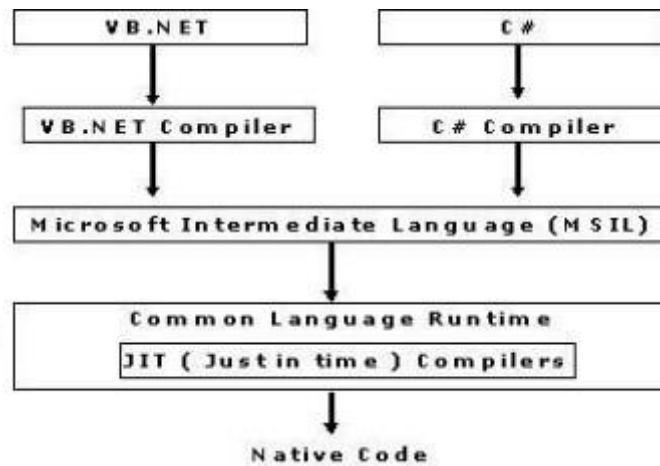 VB.NET
C#
VB.NET Compiler
C# Compiler
Microsoft Intermediate Language (MSIL)
Common Language Runtime
JIT ( Just in time ) Compilers
Native Code